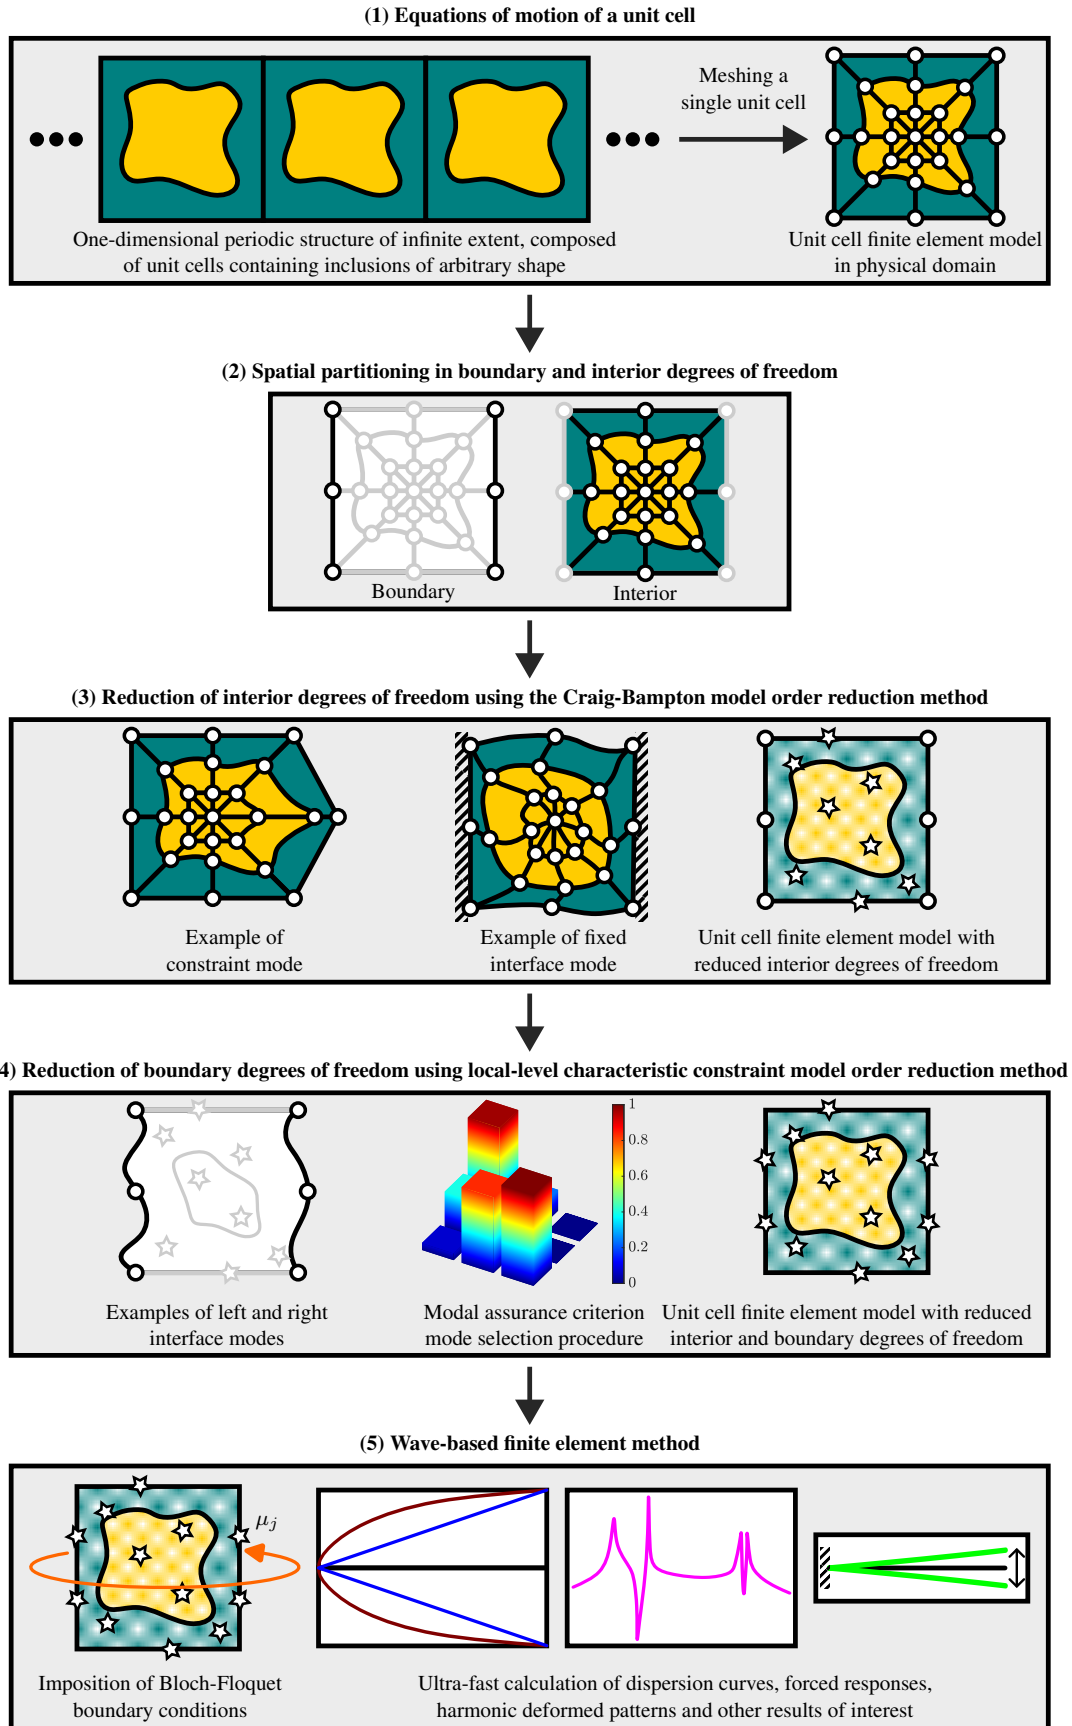 (1) Equations of motion of a unit cell
Meshing a
single unit cell
One-dimensional periodic structure of infinite extent, composed
of unit cells containing inclusions of arbitrary shape
Unit cell finite element model
in physical domain
(2) Spatial partitioning in boundary and interior degrees of freedom
Boundary
Interior
(3) Reduction of interior degrees of freedom using the Craig-Bampton model order reduction method
Example of
constraint mode
Example of fixed
interface mode
Unit cell finite element model with
reduced interior degrees of freedom
4) Reduction of boundary degrees of freedom using local-level characteristic constraint model order reduction method
1
0.8
0.6
0.4
0.2
0
Examples of left and right
interface modes
Modal assurance criterion
mode selection procedure
Unit cell finite element model with reduced
interior and boundary degrees of freedom
(5) Wave-based finite element method
μj
Imposition of Bloch-Floquet
boundary conditions
Ultra-fast calculation of dispersion curves, forced responses,
harmonic deformed patterns and other results of interest